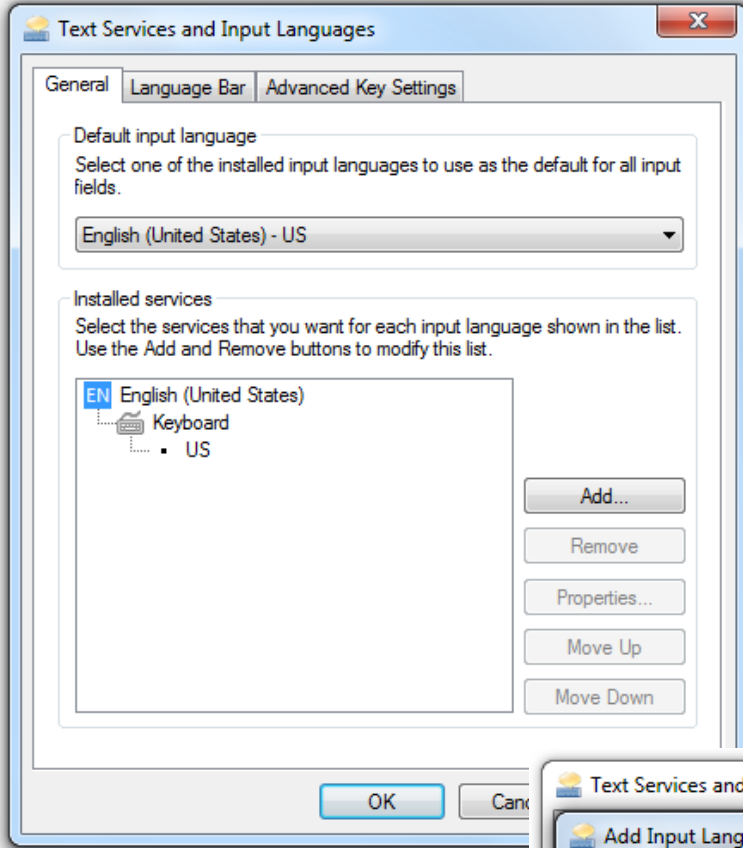 Text Services and Input Languages
General
Language Bar
Advanced Key Settings
Default input language
Select one of the installed input languages to use as the default for all input
fields.
English (United States) - US
Installed services
Select the services that you want for each input language shown in the list.
Use the Add and Remove buttons to modify this list.
EN English (United States)
Keyboard
US
Add...
Remove
Properties...
Move Up
Move Down
OK
Canc
Text Services and
Add Input Lang